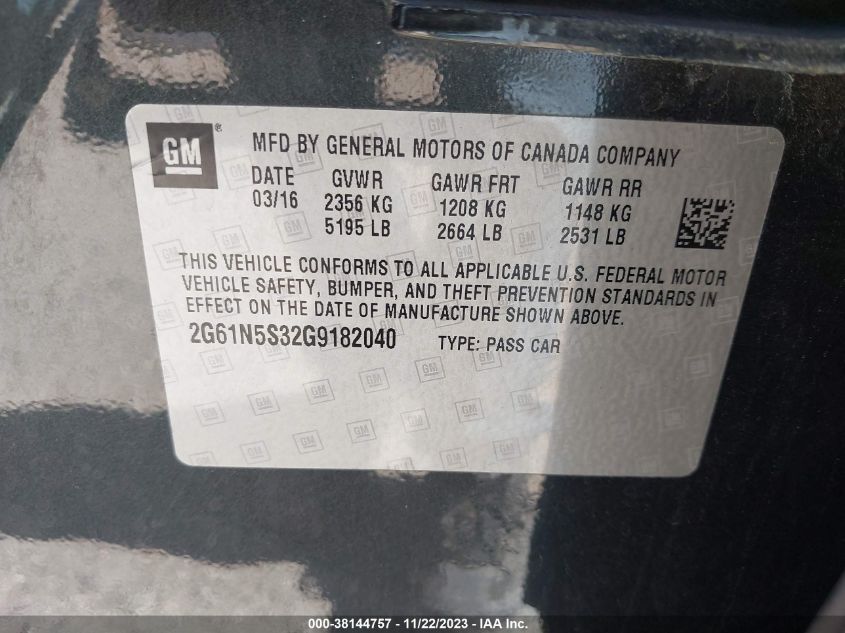 GM ®
MFD BY GENERAL MOTORS OF CANADA COMPANY
DATE GVWR GAWR FRT GAWR RR
03/16 2356 KG 1208 KG 1148 KG
5195 LB 2664 LB 2531 LB
THIS VEHICLE CONFORMS TO ALL APPLICABLE U.S. FEDERAL MOTOR
VEHICLE SAFETY, BUMPER, AND THEFT PREVENTION STANDARDS IN
EFFECT ON THE DATE OF MANUFACTURE SHOWN ABOVE.
2G61N5S32G9182040 TYPE: PASS CAR
000-38144757 - 11/22/2023 - © IAA Inc.